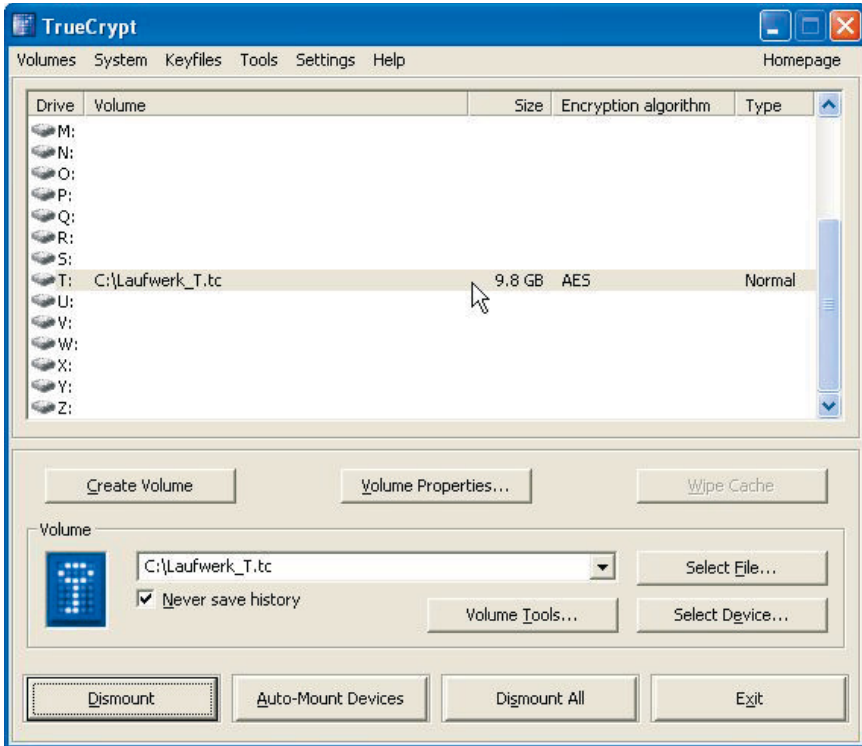 TrueCrypt
Volumes System Keyfiles Tools Settings Help Homepage
Drive Volume Size Encryption algorithm Type
M:
N:
O:
P:
Q:
R:
S:
T: C:\Laufwerk_T.tc 9.8 GB AES Normal
U:
V:
W:
X:
Y:
Z:
Create Volume Volume Properties... Wipe Cache
Volume
C:\Laufwerk_T.tc Select File...
Never save history
Volume Tools... Select Device...
Dismount Auto-Mount Devices Dismount All Exit